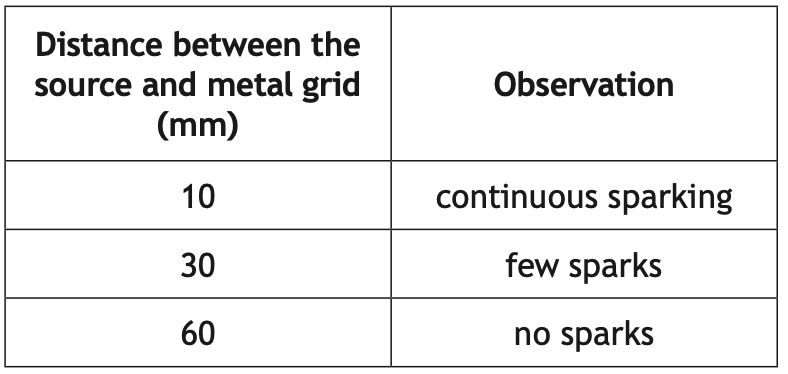 Distance between the
source and metal grid
(mm)
Observation
10
continuous sparking
30
few sparks
60
no sparks